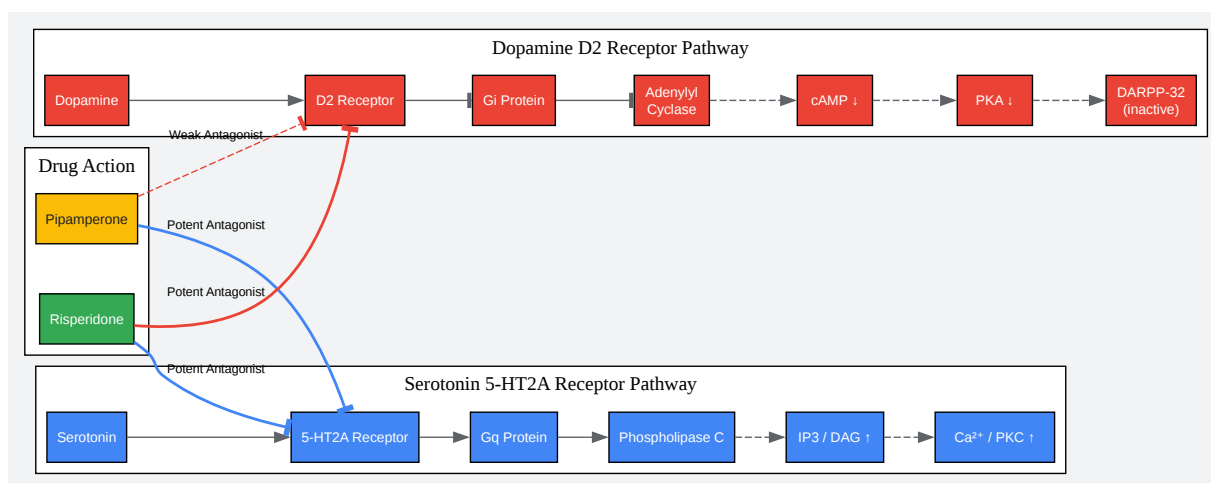 Dopamine D2 Receptor Pathway
Dopamine
D2 Receptor
Gi Protein
Adenylyl
Cyclase
cAMP ↓
PKA ↓
DARPP-32
(inactive)
Weak Antagonist
Drug Action
Pipamperone
Potent Antagonist
Potent Antagonist
Risperidone
Potent Antagonist
Serotonin 5-HT2A Receptor Pathway
Serotonin
5-HT2A Receptor
Gq Protein
Phospholipase C
IP3 / DAG ↑
Ca²⁺ / PKC ↑